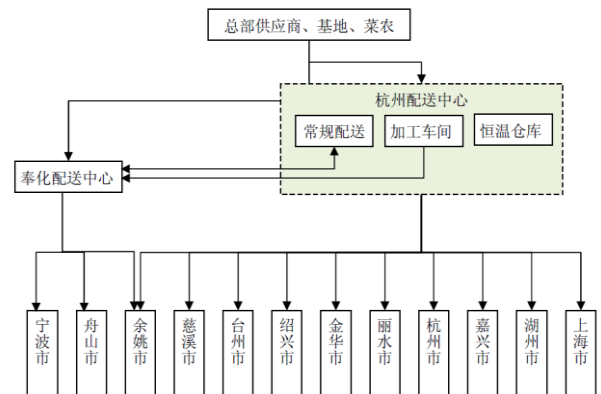 总部供应商、基地、菜农
杭州配送中心
常规配送
加工车间
恒温仓库
奉化配送中心
宁波市
舟山市
余姚市
慈溪市
台州市
绍兴市
金华市
丽水市
杭州市
嘉兴市
湖州市
上海市